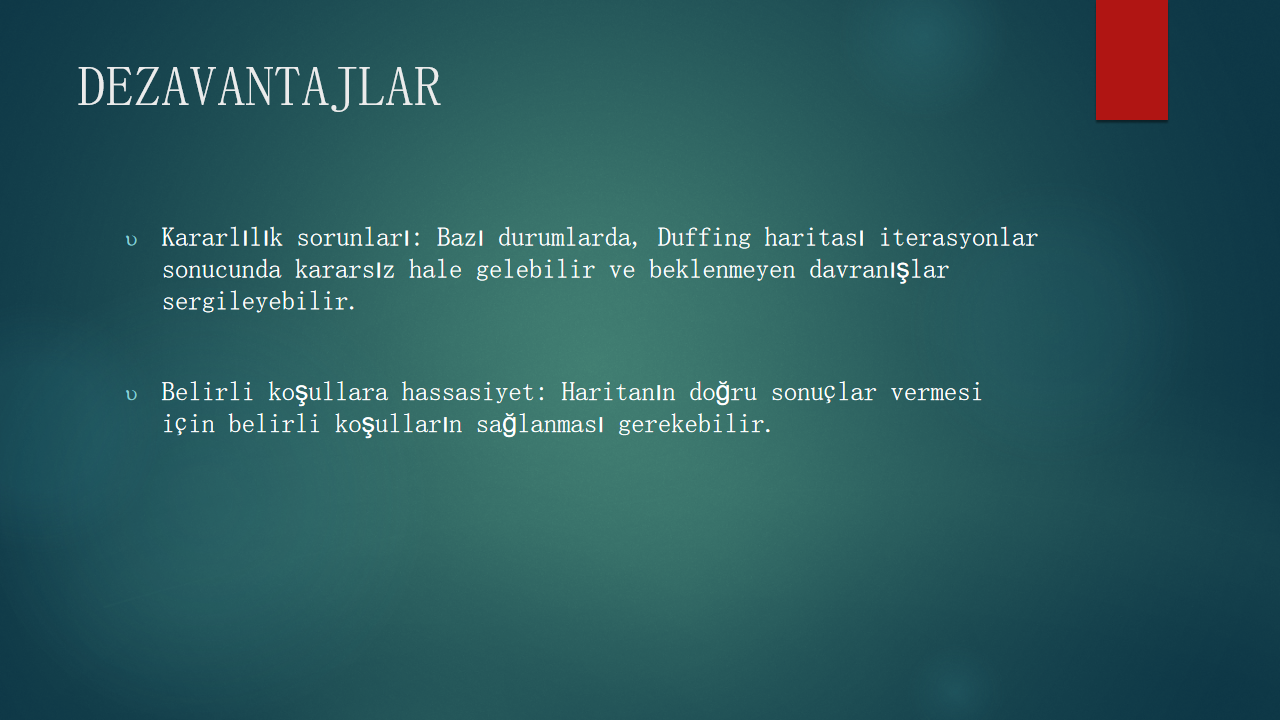 DEZAVANTAJLAR
Kararlılık sorunları: Bazı durumlarda, Duffing haritası iterasyonlar
sonucunda kararsız hale gelebilir ve beklenmeyen davranışlar
sergileyebilir.
Belirli koşullara hassasiyet: Haritanın doğru sonuçlar vermesi
için belirli koşulların sağlanması gerekebilir.